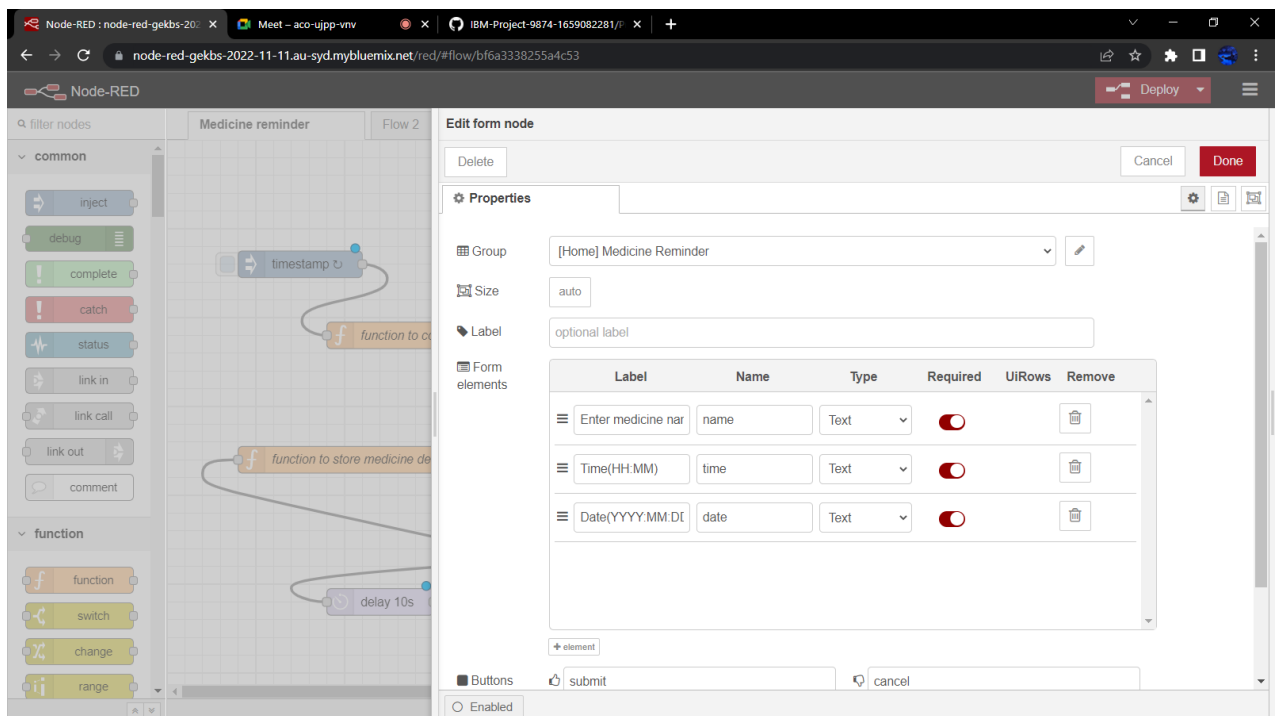 Node-RED : node-red-gekbs-202
Meet – aco-ujpp-vnv
IBM-Project-9874-1659082281/P
node-red-gekbs-2022-11-11.au-syd.mybluemix.net/red/#flow/bf6a3338255a4c53
Node-RED
Deploy
filter nodes
Medicine reminder
Flow 2
Edit form node
common
Delete
Cancel
Done
Properties
inject
debug
complete
catch
status
link in
link call
link out
comment
function
function
switch
change
range
timestamp ↻
function to co
function to store medicine de
delay 10s
Group
[Home] Medicine Reminder
Size
auto
Label
optional label
Form elements
Label Name Type Required UiRows Remove
Enter medicine nar name Text
Time(HH:MM) time Text
Date(YYYY:MM:DD date Text
+ element
Buttons
submit
cancel
Enabled